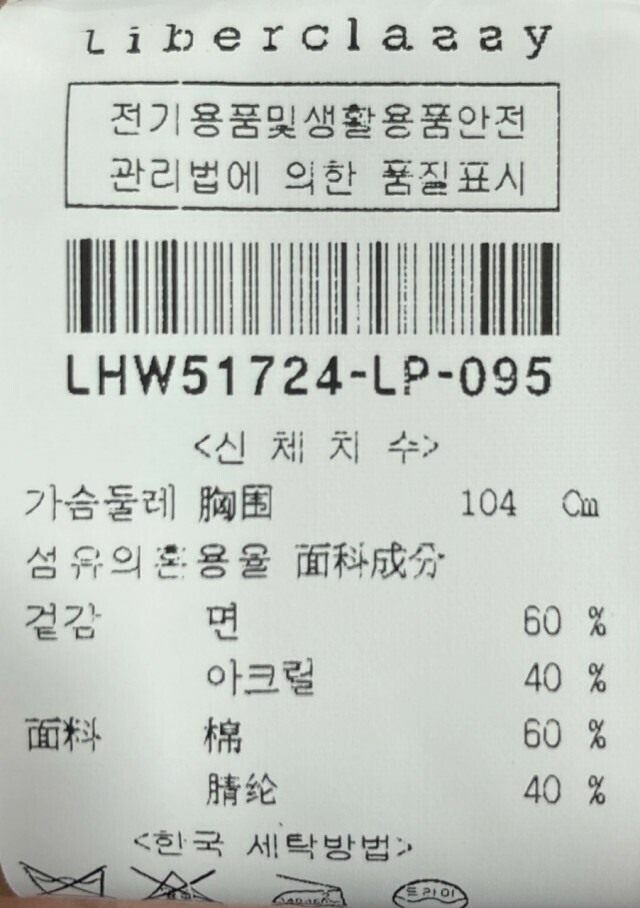 Liberclassy
전기용품및생활용품안전
관리법에 의한 품질표시
LHW51724-LP-095
<신 체 치 수>
가슴둘레 胸围 104 Cm
섬유의혼용율 面料成分
겉감 면 60 %
아크릴 40 %
面料 棉 60 %
腈纶 40 %
<한국 세탁방법>
드라이